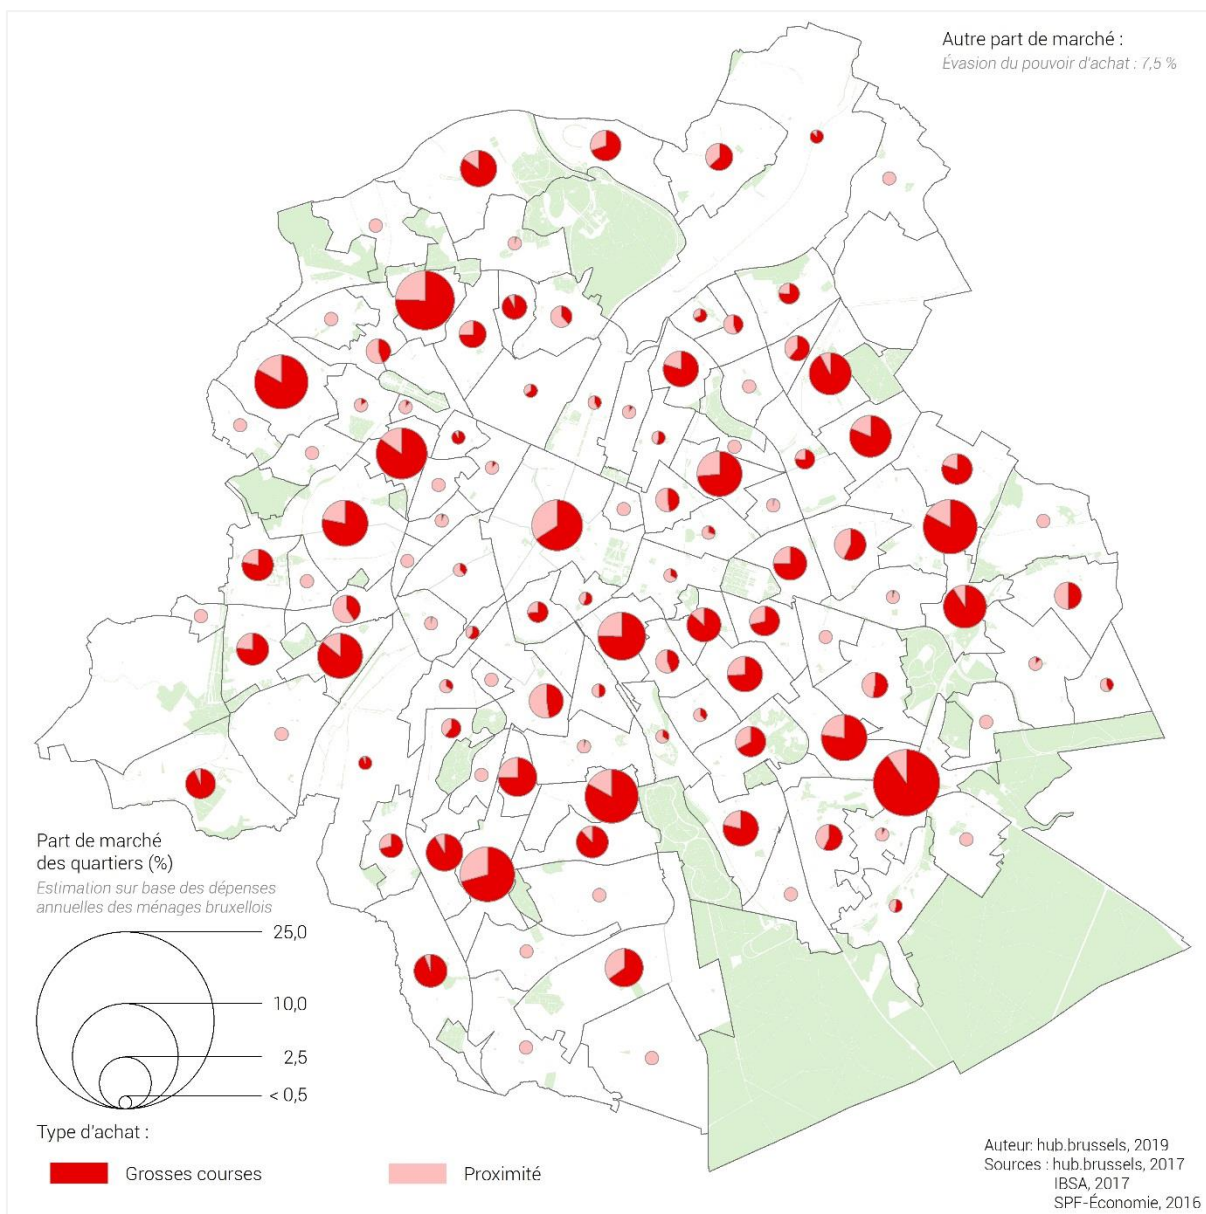 Autre part de marché :
Évasion du pouvoir d'achat : 7,5 %
Part de marché
des quartiers (%)
Estimation sur base des dépenses
annuelles des ménages bruxellois
25,0
10,0
2,5
< 0,5
Type d'achat :
Grosses courses
Proximité
Auteur: hub.brussels, 2019
Sources : hub.brussels, 2017
IBSA, 2017
SPF-Économie, 2016